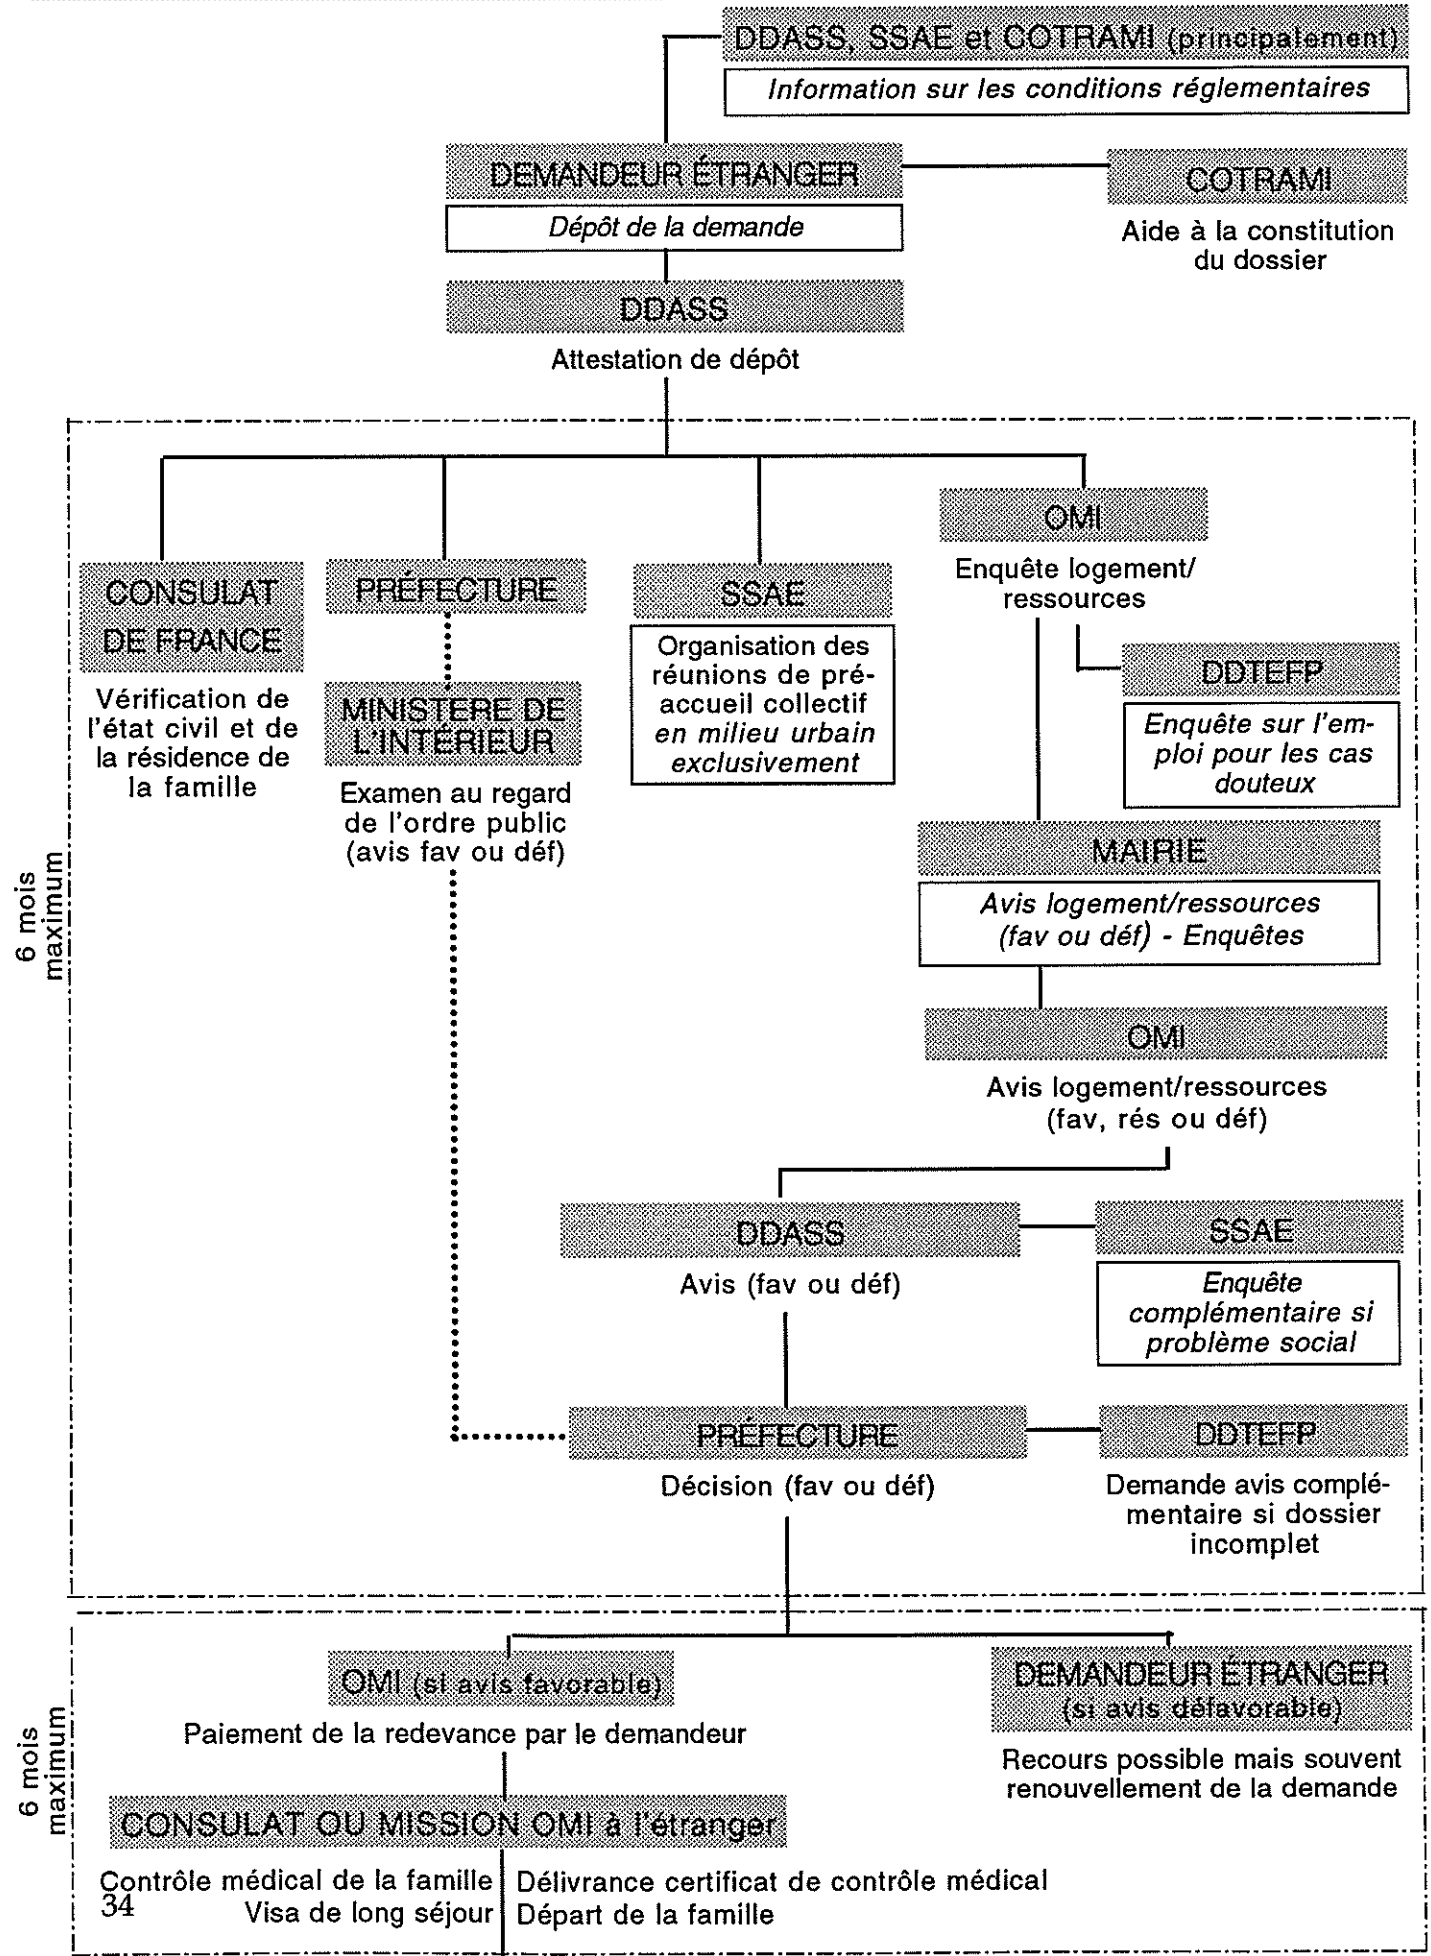 DDASS, SSAE et COTRAMI (principalement)
Information sur les conditions réglementaires
DEMANDEUR ÉTRANGER
Dépôt de la demande
COTRAMI
Aide à la constitution
du dossier
DDASS
Attestation de dépôt
6 mois
maximum
CONSULAT
DE FRANCE
Vérification de
l'état civil et de
la résidence de
la famille
PRÉFECTURE
MINISTERE DE
L'INTÉRIEUR
Examen au regard
de l'ordre public
(avis fav ou déf)
SSAE
Organisation des
réunions de pré-
accueil collectif
en milieu urbain
exclusivement
OMI
Enquête logement/
ressources
DDTEFP
Enquête sur l'em-
ploi pour les cas
douteux
MAIRIE
Avis logement/ressources
(fav ou déf) - Enquêtes
OMI
Avis logement/ressources
(fav, rés ou déf)
DDASS
Avis (fav ou déf)
SSAE
Enquête
complémentaire si
problème social
PRÉFECTURE
Décision (fav ou déf)
DDTEFP
Demande avis complé-
mentaire si dossier
incomplet
6 mois
maximum
OMI (si avis favorable)
Paiement de la redevance par le demandeur
DEMANDEUR ÉTRANGER
(si avis défavorable)
Recours possible mais souvent
renouvellement de la demande
CONSULAT OU MISSION OMI à l'étranger
Contrôle médical de la famille
Visa de long séjour
Délivrance certificat de contrôle médical
Départ de la famille
34